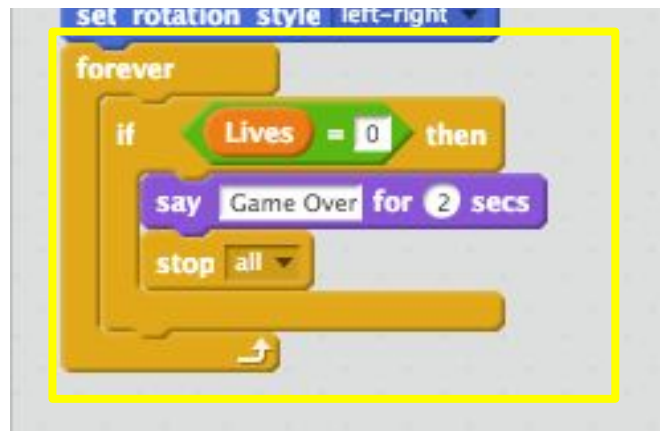 set rotation style left-right
forever
if Lives = 0 then
say Game Over for 2 secs
stop all